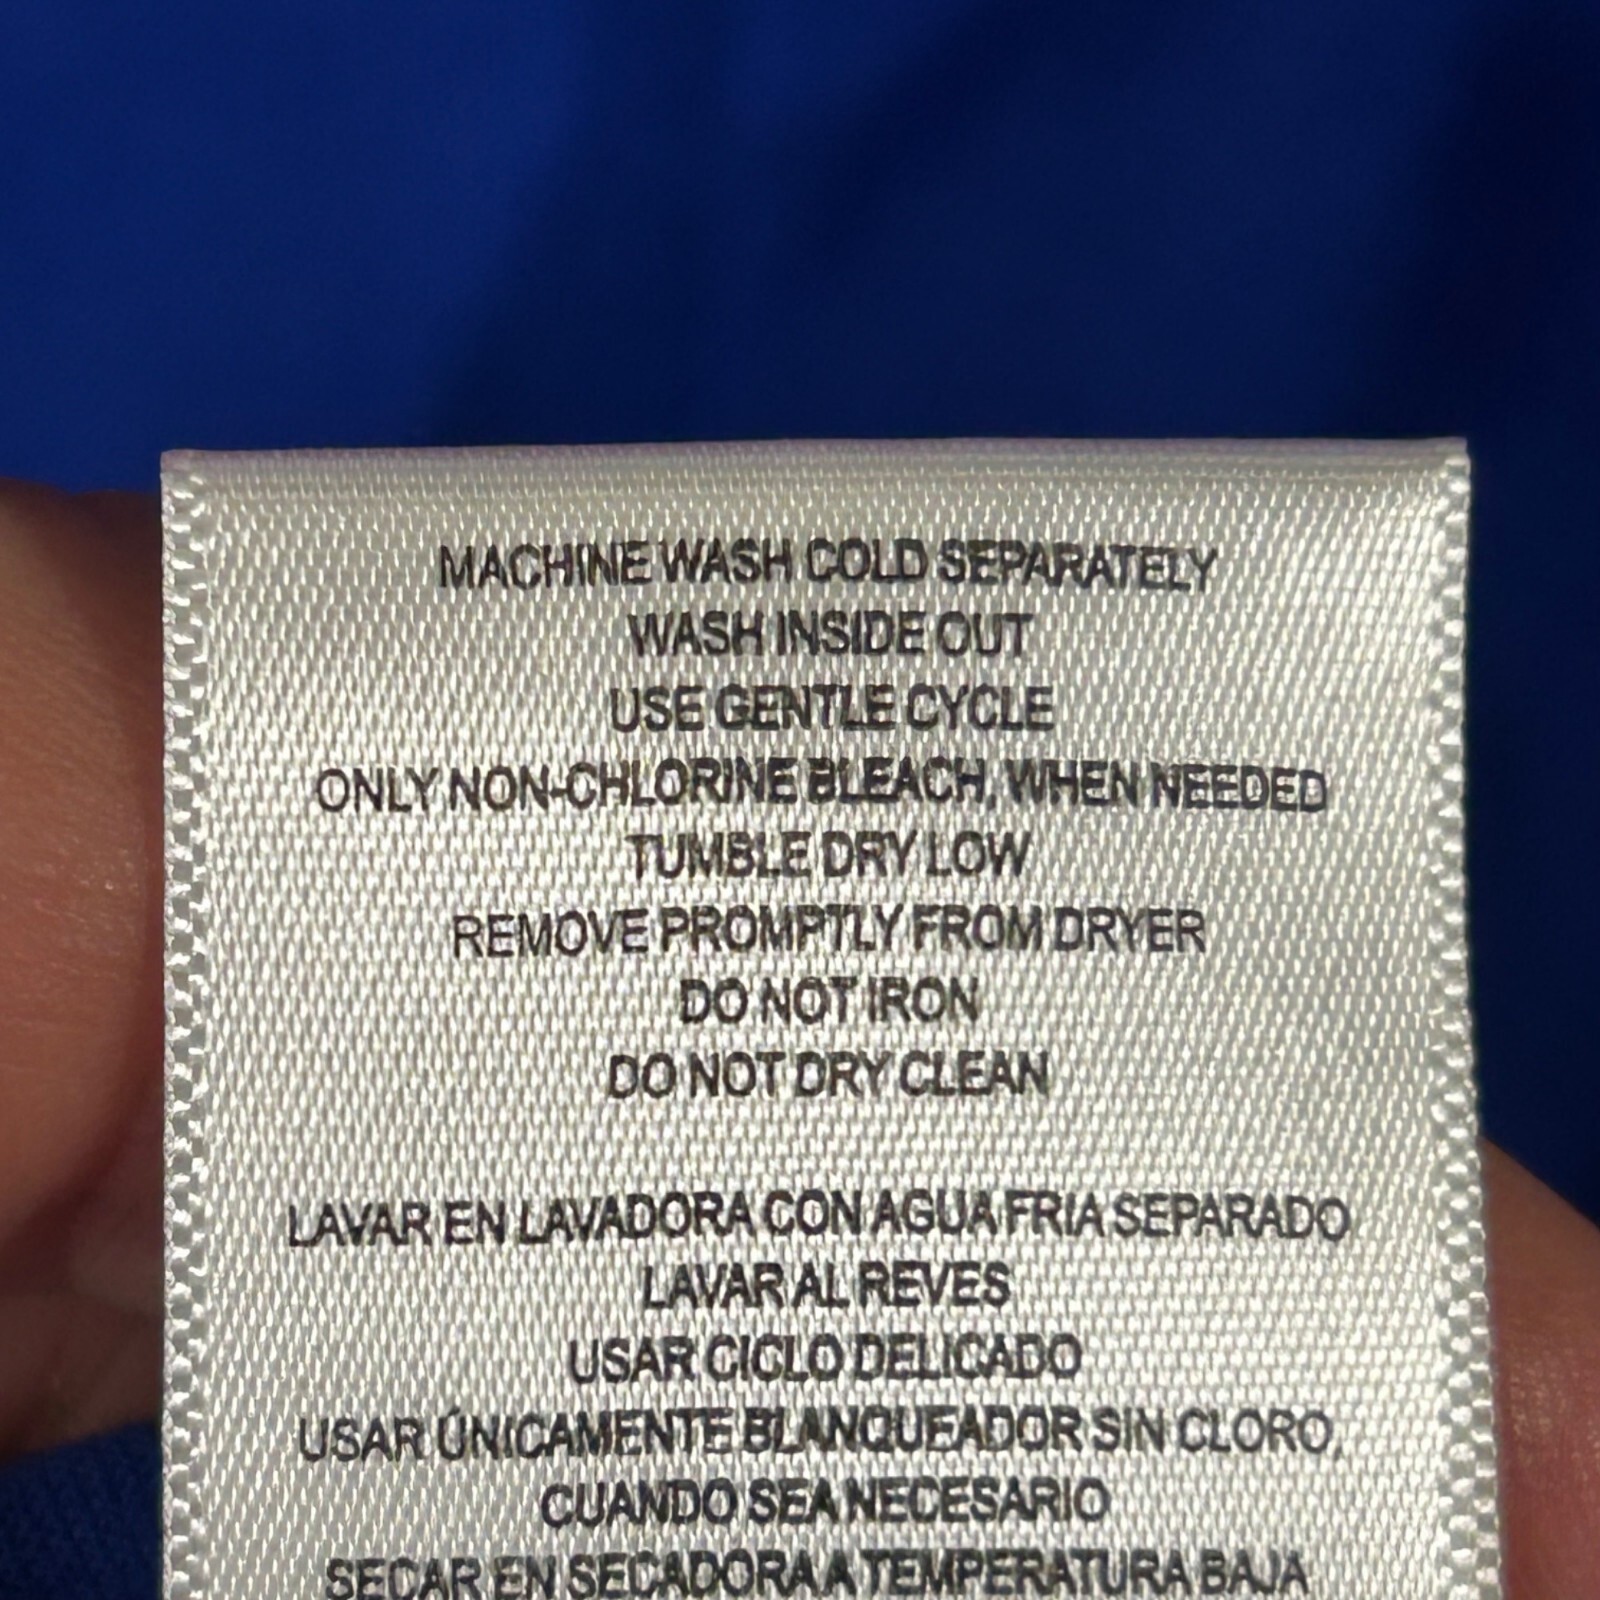 MACHINE WASH COLD SEPARATELY
WASH INSIDE OUT
USE GENTLE CYCLE
ONLY NON-CHLORINE BLEACH, WHEN NEEDED
TUMBLE DRY LOW
REMOVE PROMPTLY FROM DRYER
DO NOT IRON
DO NOT DRY CLEAN
LAVAR EN LAVADORA CON AGUA FRIA SEPARADO
LAVAR AL REVES
USAR CICLO DELICADO
USAR ÚNICAMENTE BLANQUEADOR SIN CLORO,
CUANDO SEA NECESARIO
SECAR EN SECADORA A TEMPERATURA BAJA